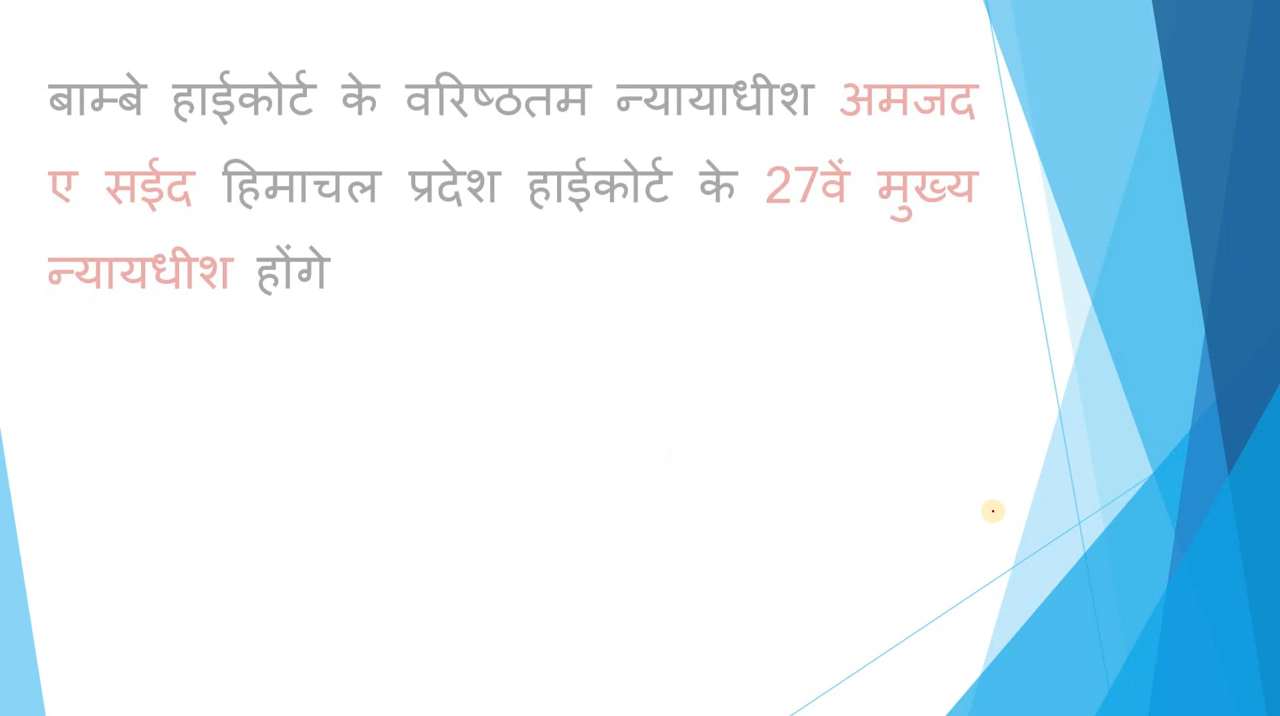 बाम्बे हाईकोर्ट के वरिष्ठतम न्यायाधीश अमजद
ए सईद हिमाचल प्रदेश हाईकोर्ट के 27वें मुख्य
न्यायधीश होंगे